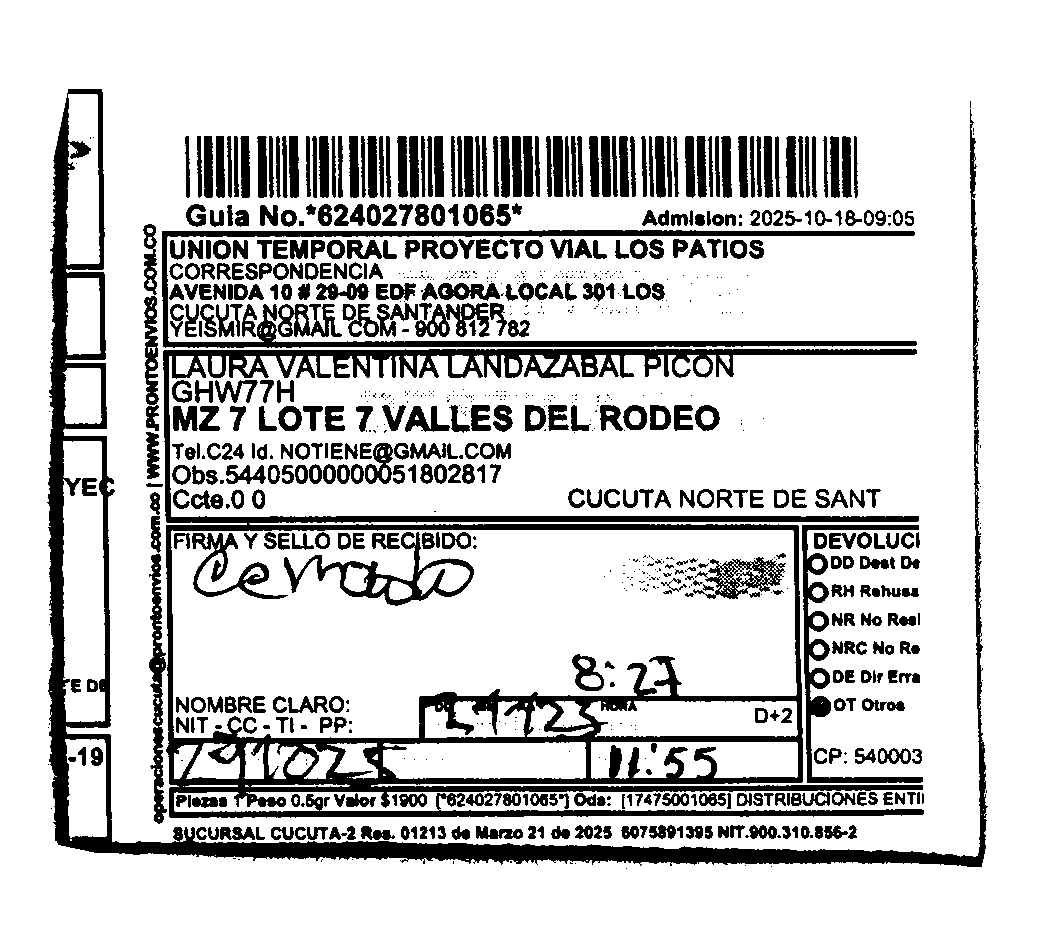 Guia No.*624027801065*
Admision: 2025-10-18-09:05
UNION TEMPORAL PROYECTO VIAL LOS PATIOS
CORRESPONDENCIA
AVENIDA 10 # 29-09 EDF AGORA LOCAL 301 LOS
CUCUTA NORTE DE SANTANDER
YEISMIR@GMAIL COM - 900 812 782
LAURA VALENTINA LANDAZABAL PICON
GHW77H
MZ 7 LOTE 7 VALLES DEL RODEO
Tel.C24 Id. NOTIENE@GMAIL.COM
Obs.544050000000051802817
Ccte.0 0
CUCUTA NORTE DE SANT
FIRMA Y SELLO DE RECIBIDO:
Cerrado
8:27
NOMBRE CLARO:
NIT - CC - TI - PP:
HORA
D+2
11:55
DEVOLUCI
DD Dest De
RH Rehusa
NR No Resi
NRC No Re
DE Dir Erra
OT Otros
CP: 540003
Piezas 1 Peso 0.5gr Valor $1900 [*624027801065*] Ods: [17475001065] DISTRIBUCIONES ENTI
SUCURSAL CUCUTA-2 Res. 01213 de Marzo 21 de 2025 6075891395 NIT.900.310.856-2
operacionescucuta@prontoenvios.com.co | WWW.PRONTOENVIOS.COM.CO
YEC
TE DE
-19